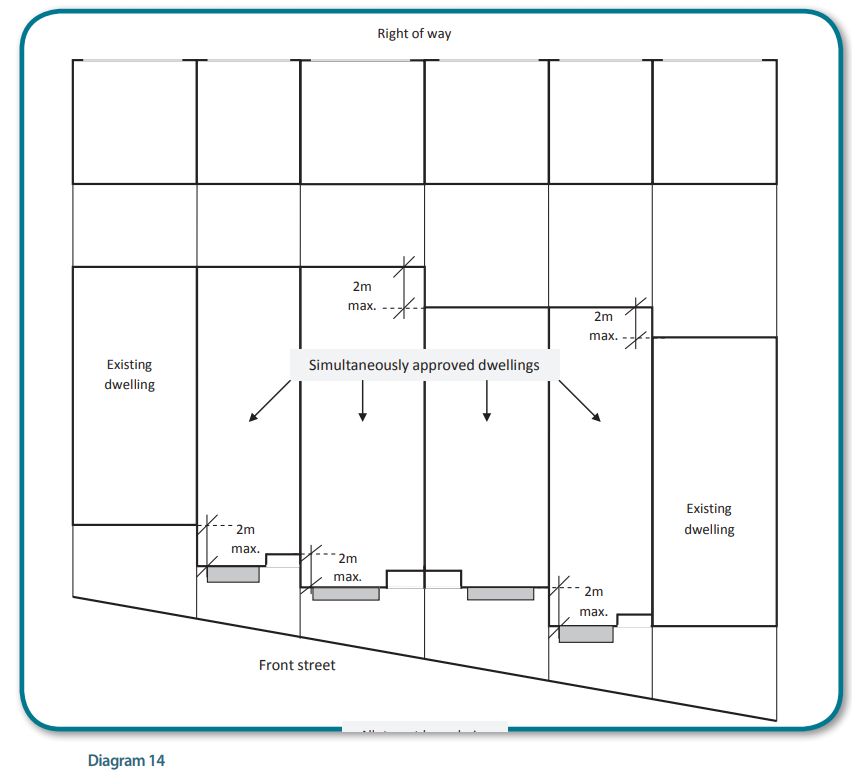 Right of way
2m
max.
2m
max.
Simultaneously approved dwellings
Existing
dwelling
Existing
dwelling
2m
max.
2m
max.
2m
max.
Front street
Diagram 14